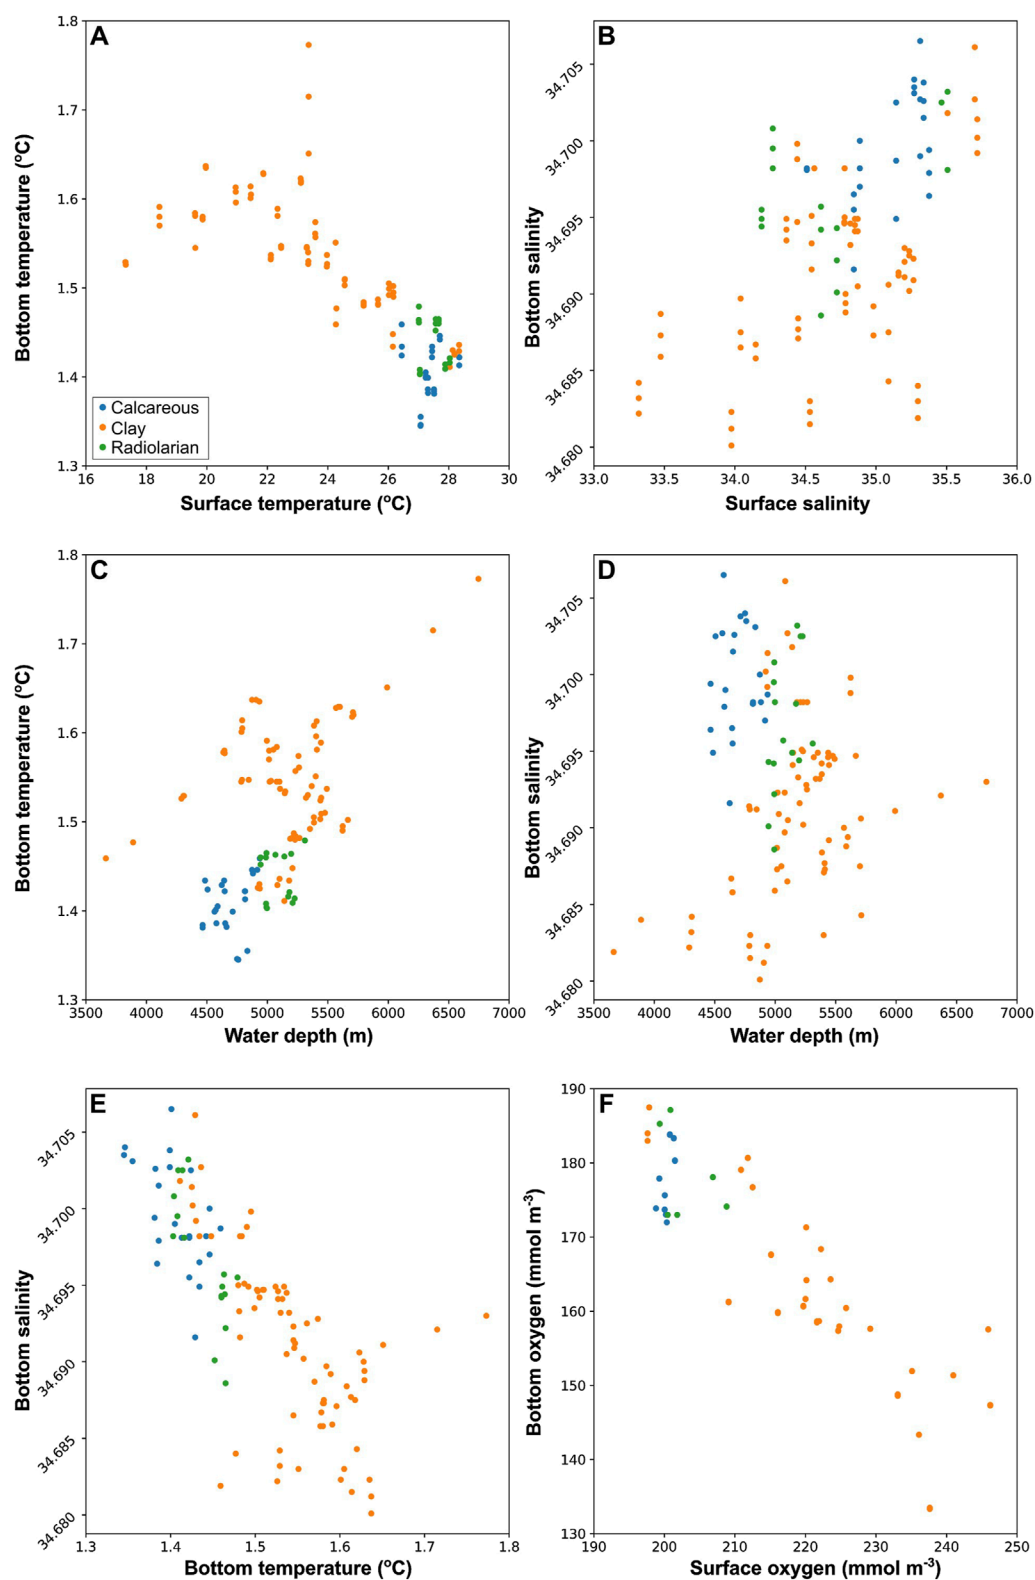 A
1.8
1.7
1.6
1.5
1.4
1.3
Bottom temperature (ºC)
Calcareous
Clay
Radiolarian
16 18 20 22 24 26 28 30
Surface temperature (ºC)
B
34.705
34.700
34.695
34.690
34.685
34.680
Bottom salinity
33.0 34.0 34.5 35.0 35.5 36.0
Surface salinity
C
1.8
1.7
1.6
1.5
1.4
1.3
Bottom temperature (ºC)
3500 4000 4500 5000 5500 6000 6500 7000
Water depth (m)
D
34.705
34.700
34.695
34.690
34.685
34.680
Bottom salinity
3500 4000 4500 5000 5500 6000 6500 7000
Water depth (m)
E
34.705
34.700
34.695
34.690
34.685
34.680
Bottom salinity
1.3 1.4 1.5 1.6 1.7 1.8
Bottom temperature (ºC)
F
190
180
170
160
150
140
130
Bottom oxygen (mmol m-3)
190 200 210 220 230 240 250
Surface oxygen (mmol m-3)